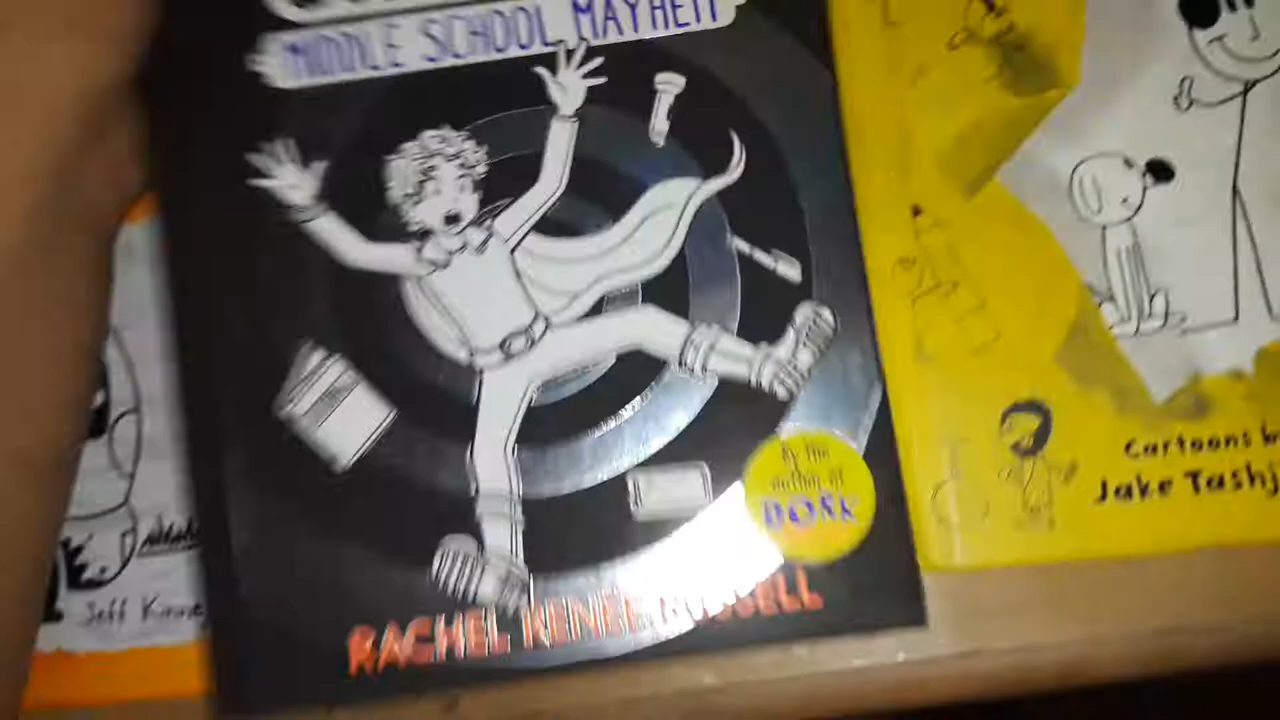 MIDDLE SCHOOL MAYHEM
By the
author of
DORK
RACHEL RENEE RUSSELL
Jeff Kinne
Cartoons b
Jake Tashj